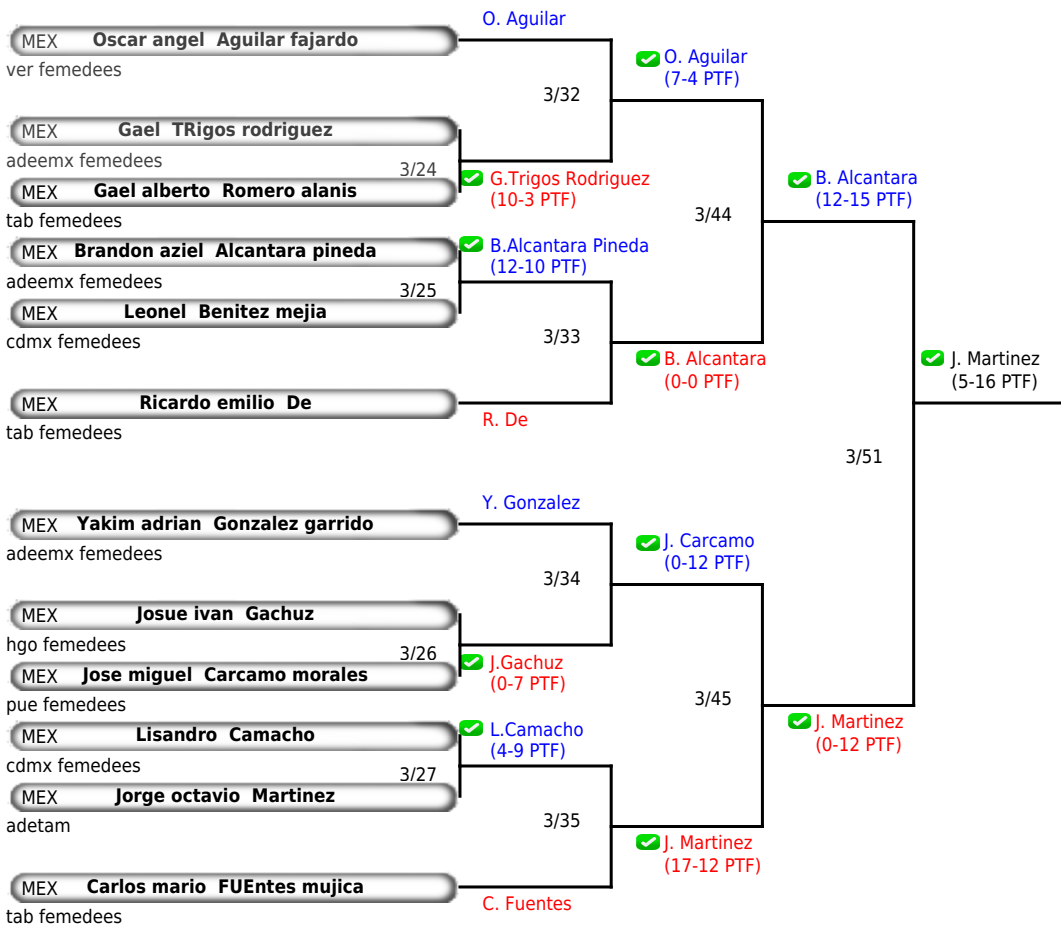 O. Aguilar
MEX Oscar angel Aguilar fajardo
ver femedees
O. Aguilar
(7-4 PTF)
3/32
MEX Gael TRigos rodriguez
adeemx femedees
3/24
G.Trigos Rodriguez
(10-3 PTF)
MEX Gael alberto Romero alanis
tab femedees
B. Alcantara
(12-15 PTF)
3/44
MEX Brandon aziel Alcantara pineda
adeemx femedees
B.Alcantara Pineda
(12-10 PTF)
3/25
MEX Leonel Benitez mejia
cdmx femedees
3/33
B. Alcantara
(0-0 PTF)
J. Martinez
(5-16 PTF)
MEX Ricardo emilio De
tab femedees
R. De
3/51
Y. Gonzalez
MEX Yakim adrian Gonzalez garrido
adeemx femedees
J. Carcamo
(0-12 PTF)
3/34
MEX Josue ivan Gachuz
hgo femedees
3/26
J.Gachuz
(0-7 PTF)
MEX Jose miguel Carcamo morales
pue femedees
3/45
J. Martinez
(0-12 PTF)
MEX Lisandro Camacho
cdmx femedees
L.Camacho
(4-9 PTF)
3/27
MEX Jorge octavio Martinez
adetam
3/35
J. Martinez
(17-12 PTF)
MEX Carlos mario FUEntes mujica
tab femedees
C. Fuentes